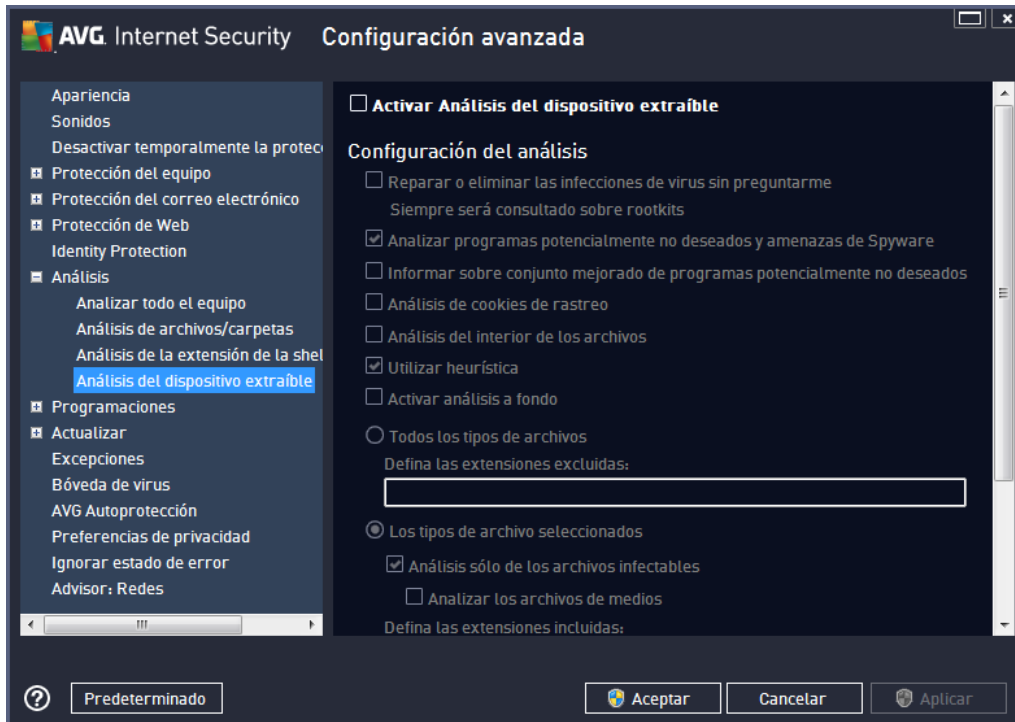 AVG. Internet Security Configuración avanzada
Apariencia
Sonidos
Desactivar temporalmente la protec
Protección del equipo
Protección del correo electrónico
Protección de Web
Identity Protection
Análisis
Analizar todo el equipo
Análisis de archivos/carpetas
Análisis de la extensión de la shel
Análisis del dispositivo extraíble
Programaciones
Actualizar
Excepciones
Bóveda de virus
AVG Autoprotección
Preferencias de privacidad
Ignorar estado de error
Advisor: Redes
Activar Análisis del dispositivo extraíble
Configuración del análisis
Reparar o eliminar las infecciones de virus sin preguntarme
Siempre será consultado sobre rootkits
Analizar programas potencialmente no deseados y amenazas de Spyware
Informar sobre conjunto mejorado de programas potencialmente no deseados
Análisis de cookies de rastreo
Análisis del interior de los archivos
Utilizar heurística
Activar análisis a fondo
Todos los tipos de archivos
Defina las extensiones excluidas:
Los tipos de archivo seleccionados
Análisis sólo de los archivos infectables
Analizar los archivos de medios
Defina las extensiones incluidas:
Predeterminado
Aceptar
Cancelar
Aplicar